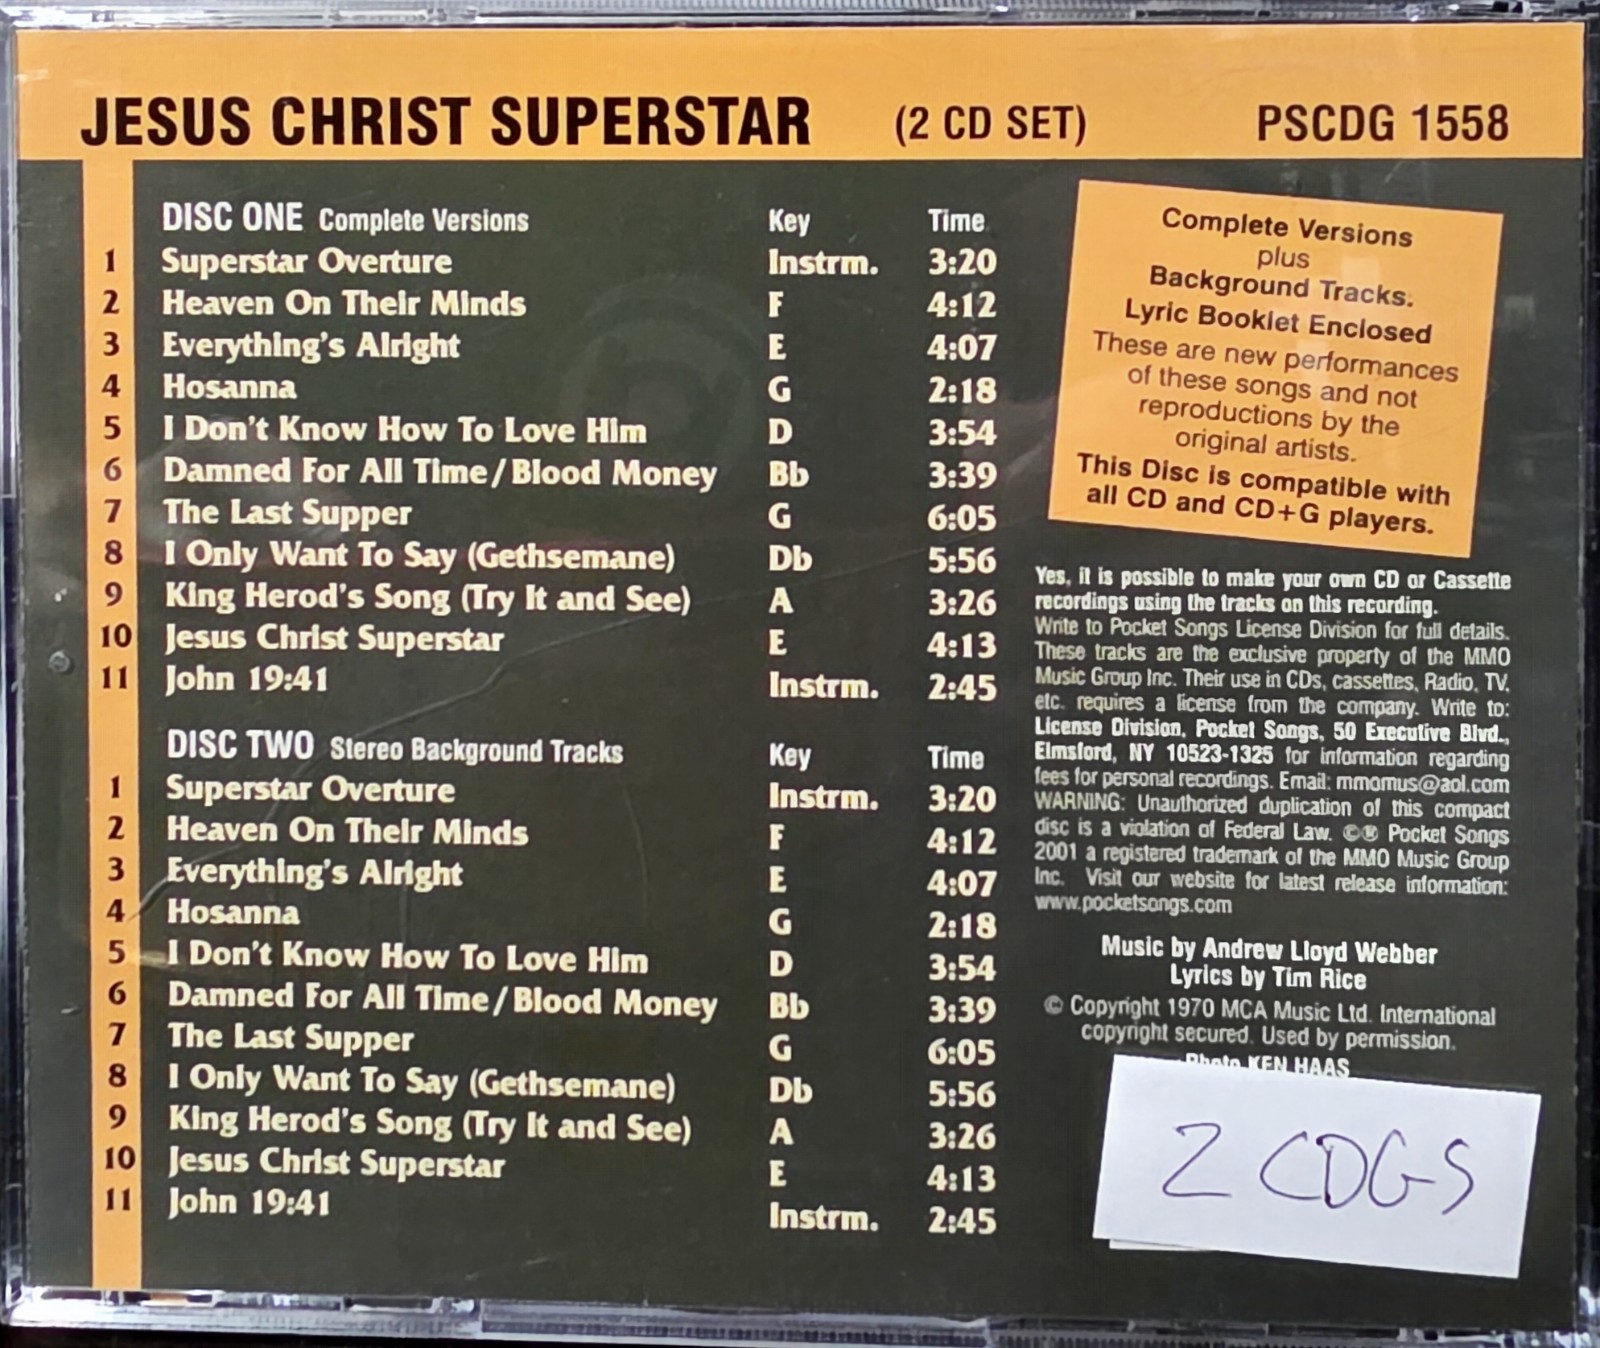 JESUS CHRIST SUPERSTAR (2 CD SET) PSCDG 1558
DISC ONE Complete Versions Key Time
1 Superstar Overture Instrm. 3:20
2 Heaven On Their Minds F 4:12
3 Everything's Alright E 4:07
4 Hosanna G 2:18
5 I Don't Know How To Love Him D 3:54
6 Damned For All Time/Blood Money Bb 3:39
7 The Last Supper G 6:05
8 I Only Want To Say (Gethsemane) Db 5:56
9 King Herod's Song (Try It and See) A 3:26
10 Jesus Christ Superstar E 4:13
11 John 19:41 Instrm. 2:45
DISC TWO Stereo Background Tracks Key Time
1 Superstar Overture Instrm. 3:20
2 Heaven On Their Minds F 4:12
3 Everything's Alright E 4:07
4 Hosanna G 2:18
5 I Don't Know How To Love Him D 3:54
6 Damned For All Time/Blood Money Bb 3:39
7 The Last Supper G 6:05
8 I Only Want To Say (Gethsemane) Db 5:56
9 King Herod's Song (Try It and See) A 3:26
10 Jesus Christ Superstar E 4:13
11 John 19:41 Instrm. 2:45
Complete Versions
plus
Background Tracks.
Lyric Booklet Enclosed
These are new performances
of these songs and not
reproductions by the
original artists.
This Disc is compatible with
all CD and CD+G players.
Yes, it is possible to make your own CD or Cassette
recordings using the tracks on this recording.
Write to Pocket Songs License Division for full details.
These tracks are the exclusive property of the MMO
Music Group Inc. Their use in CDs, cassettes, Radio, TV,
etc. requires a license from the company. Write to:
License Division, Pocket Songs, 50 Executive Blvd.,
Elmsford, NY 10523-1325 for information regarding
fees for personal recordings. Email: mmomus@aol.com
WARNING: Unauthorized duplication of this compact
disc is a violation of Federal Law. ©® Pocket Songs
2001 a registered trademark of the MMO Music Group
Inc. Visit our website for latest release information:
www.pocketsongs.com
Music by Andrew Lloyd Webber
Lyrics by Tim Rice
© Copyright 1970 MCA Music Ltd. International
copyright secured. Used by permission.
Photo KEN HAAS
2 CDGS